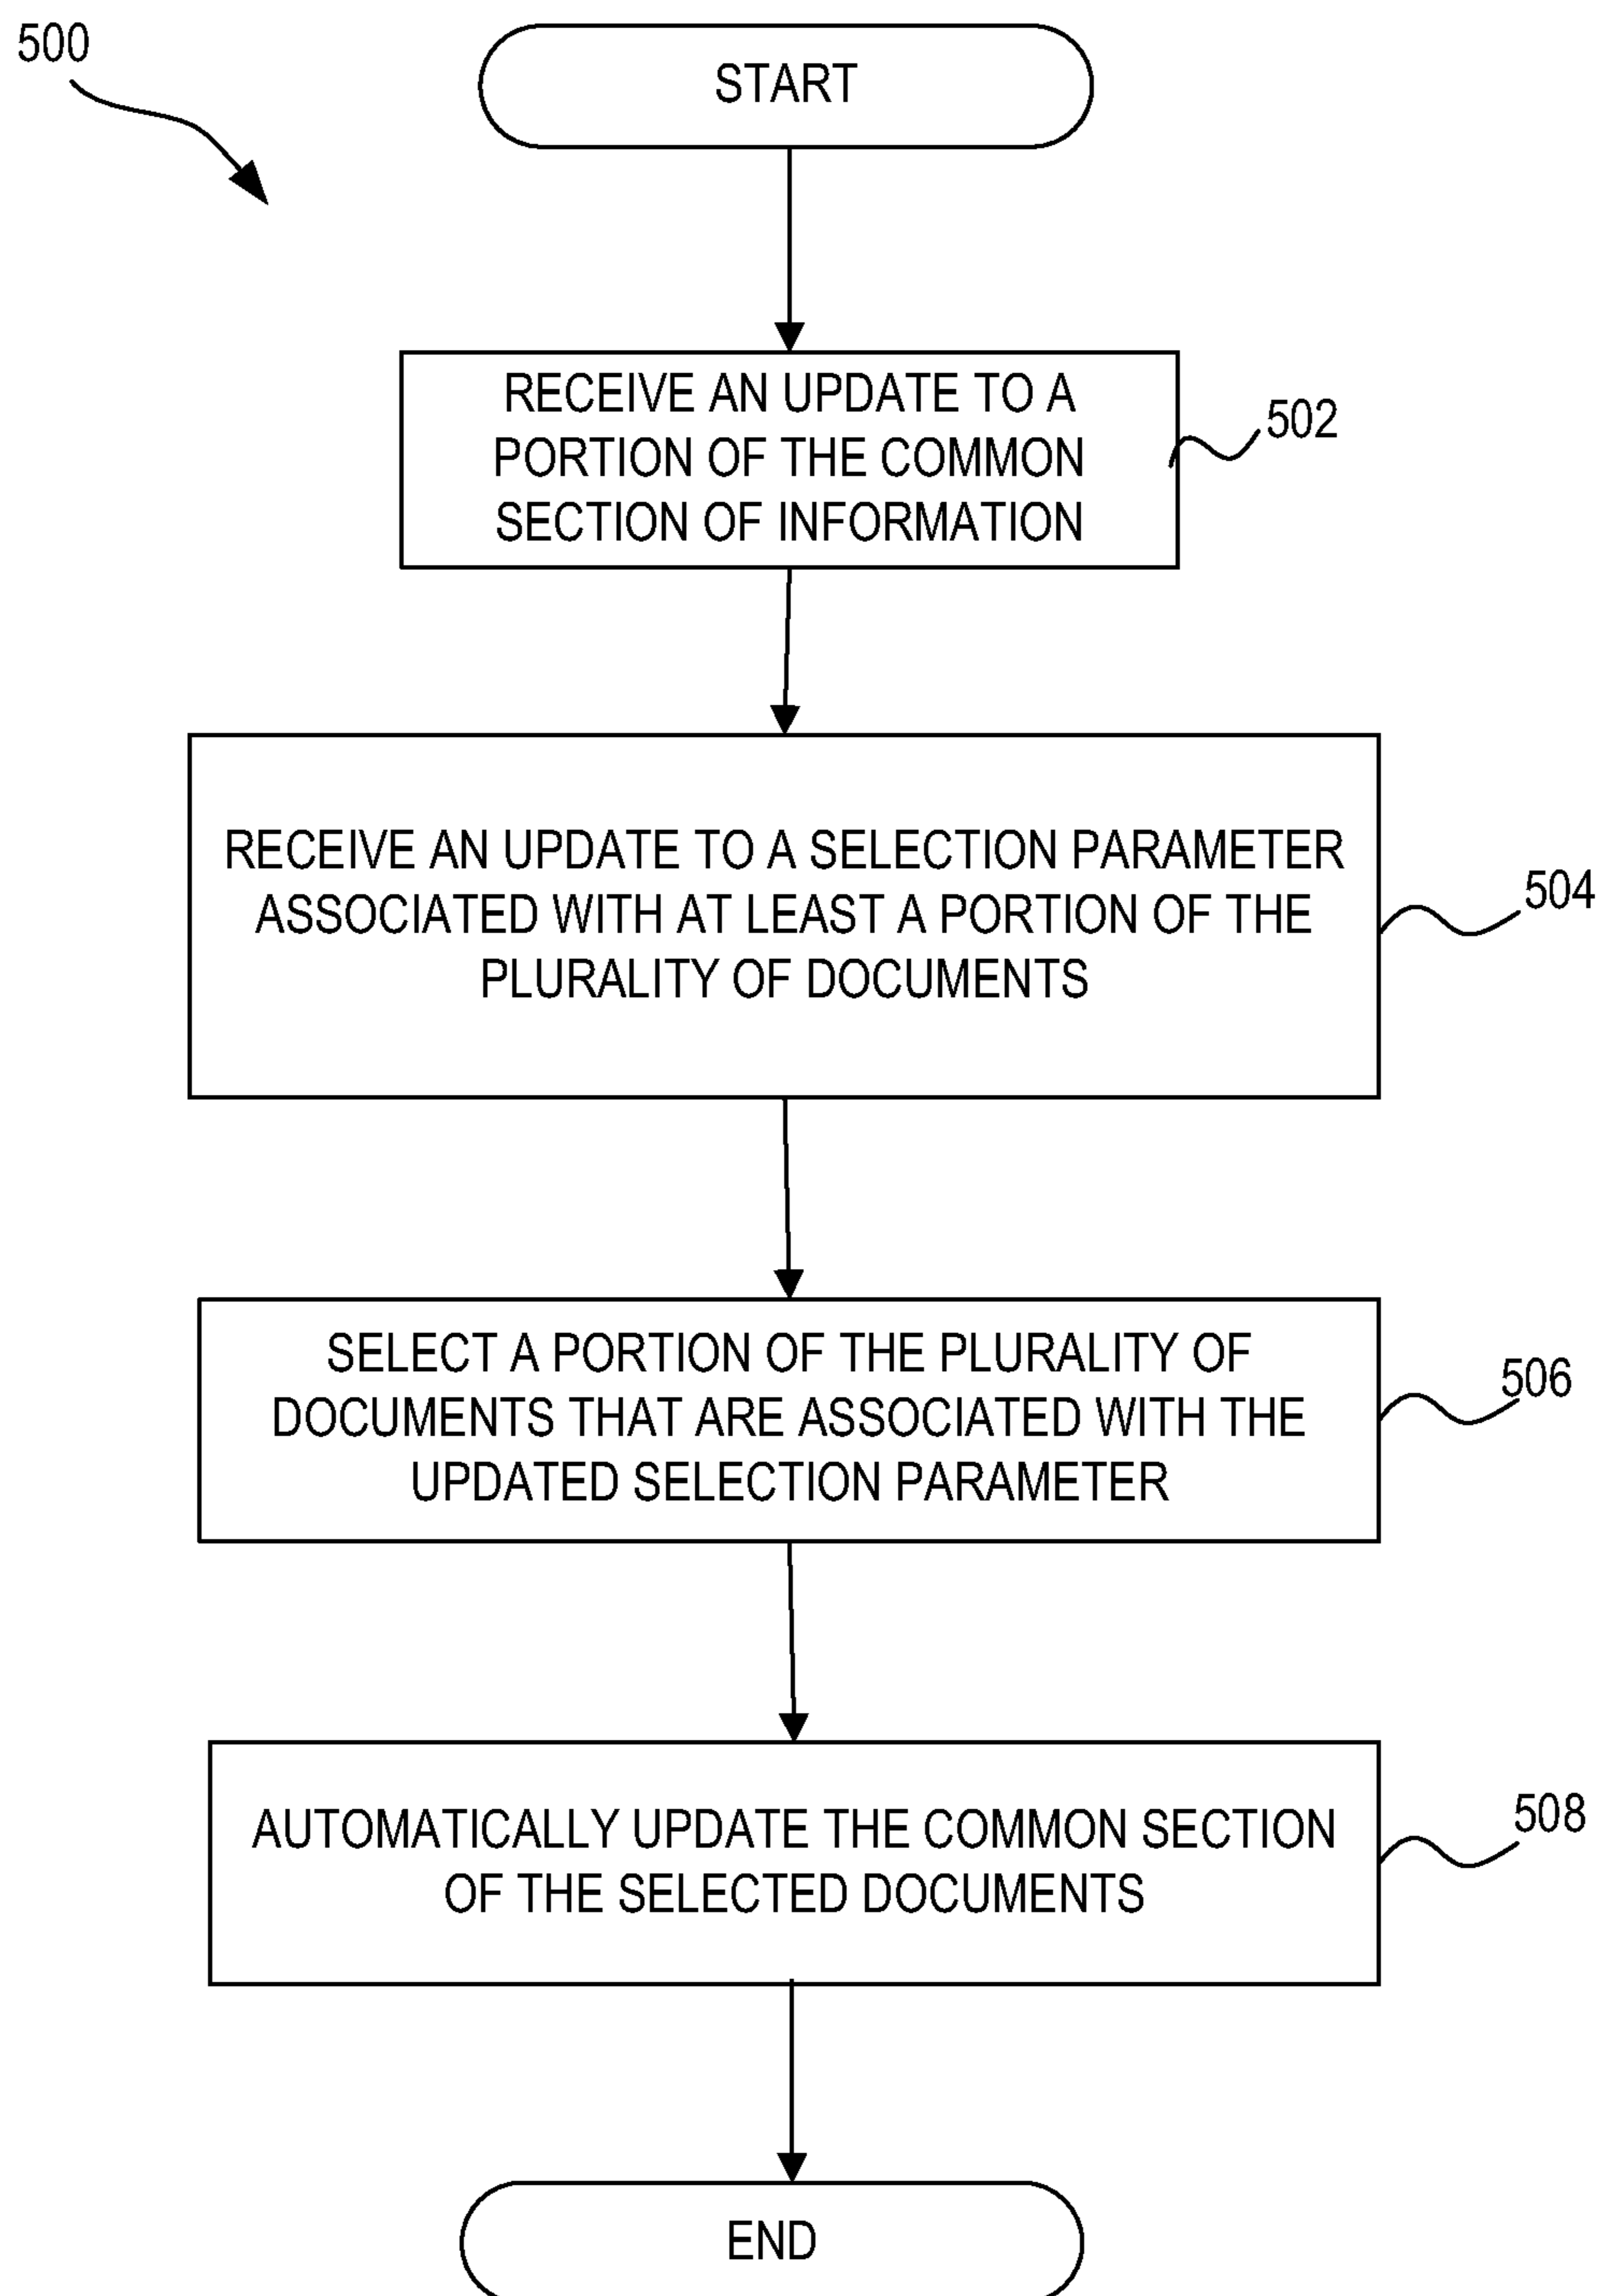 500
START
RECEIVE AN UPDATE TO A
PORTION OF THE COMMON
SECTION OF INFORMATION
502
RECEIVE AN UPDATE TO A SELECTION PARAMETER
ASSOCIATED WITH AT LEAST A PORTION OF THE
PLURALITY OF DOCUMENTS
504
SELECT A PORTION OF THE PLURALITY OF
DOCUMENTS THAT ARE ASSOCIATED WITH THE
UPDATED SELECTION PARAMETER
506
AUTOMATICALLY UPDATE THE COMMON SECTION
OF THE SELECTED DOCUMENTS
508
END